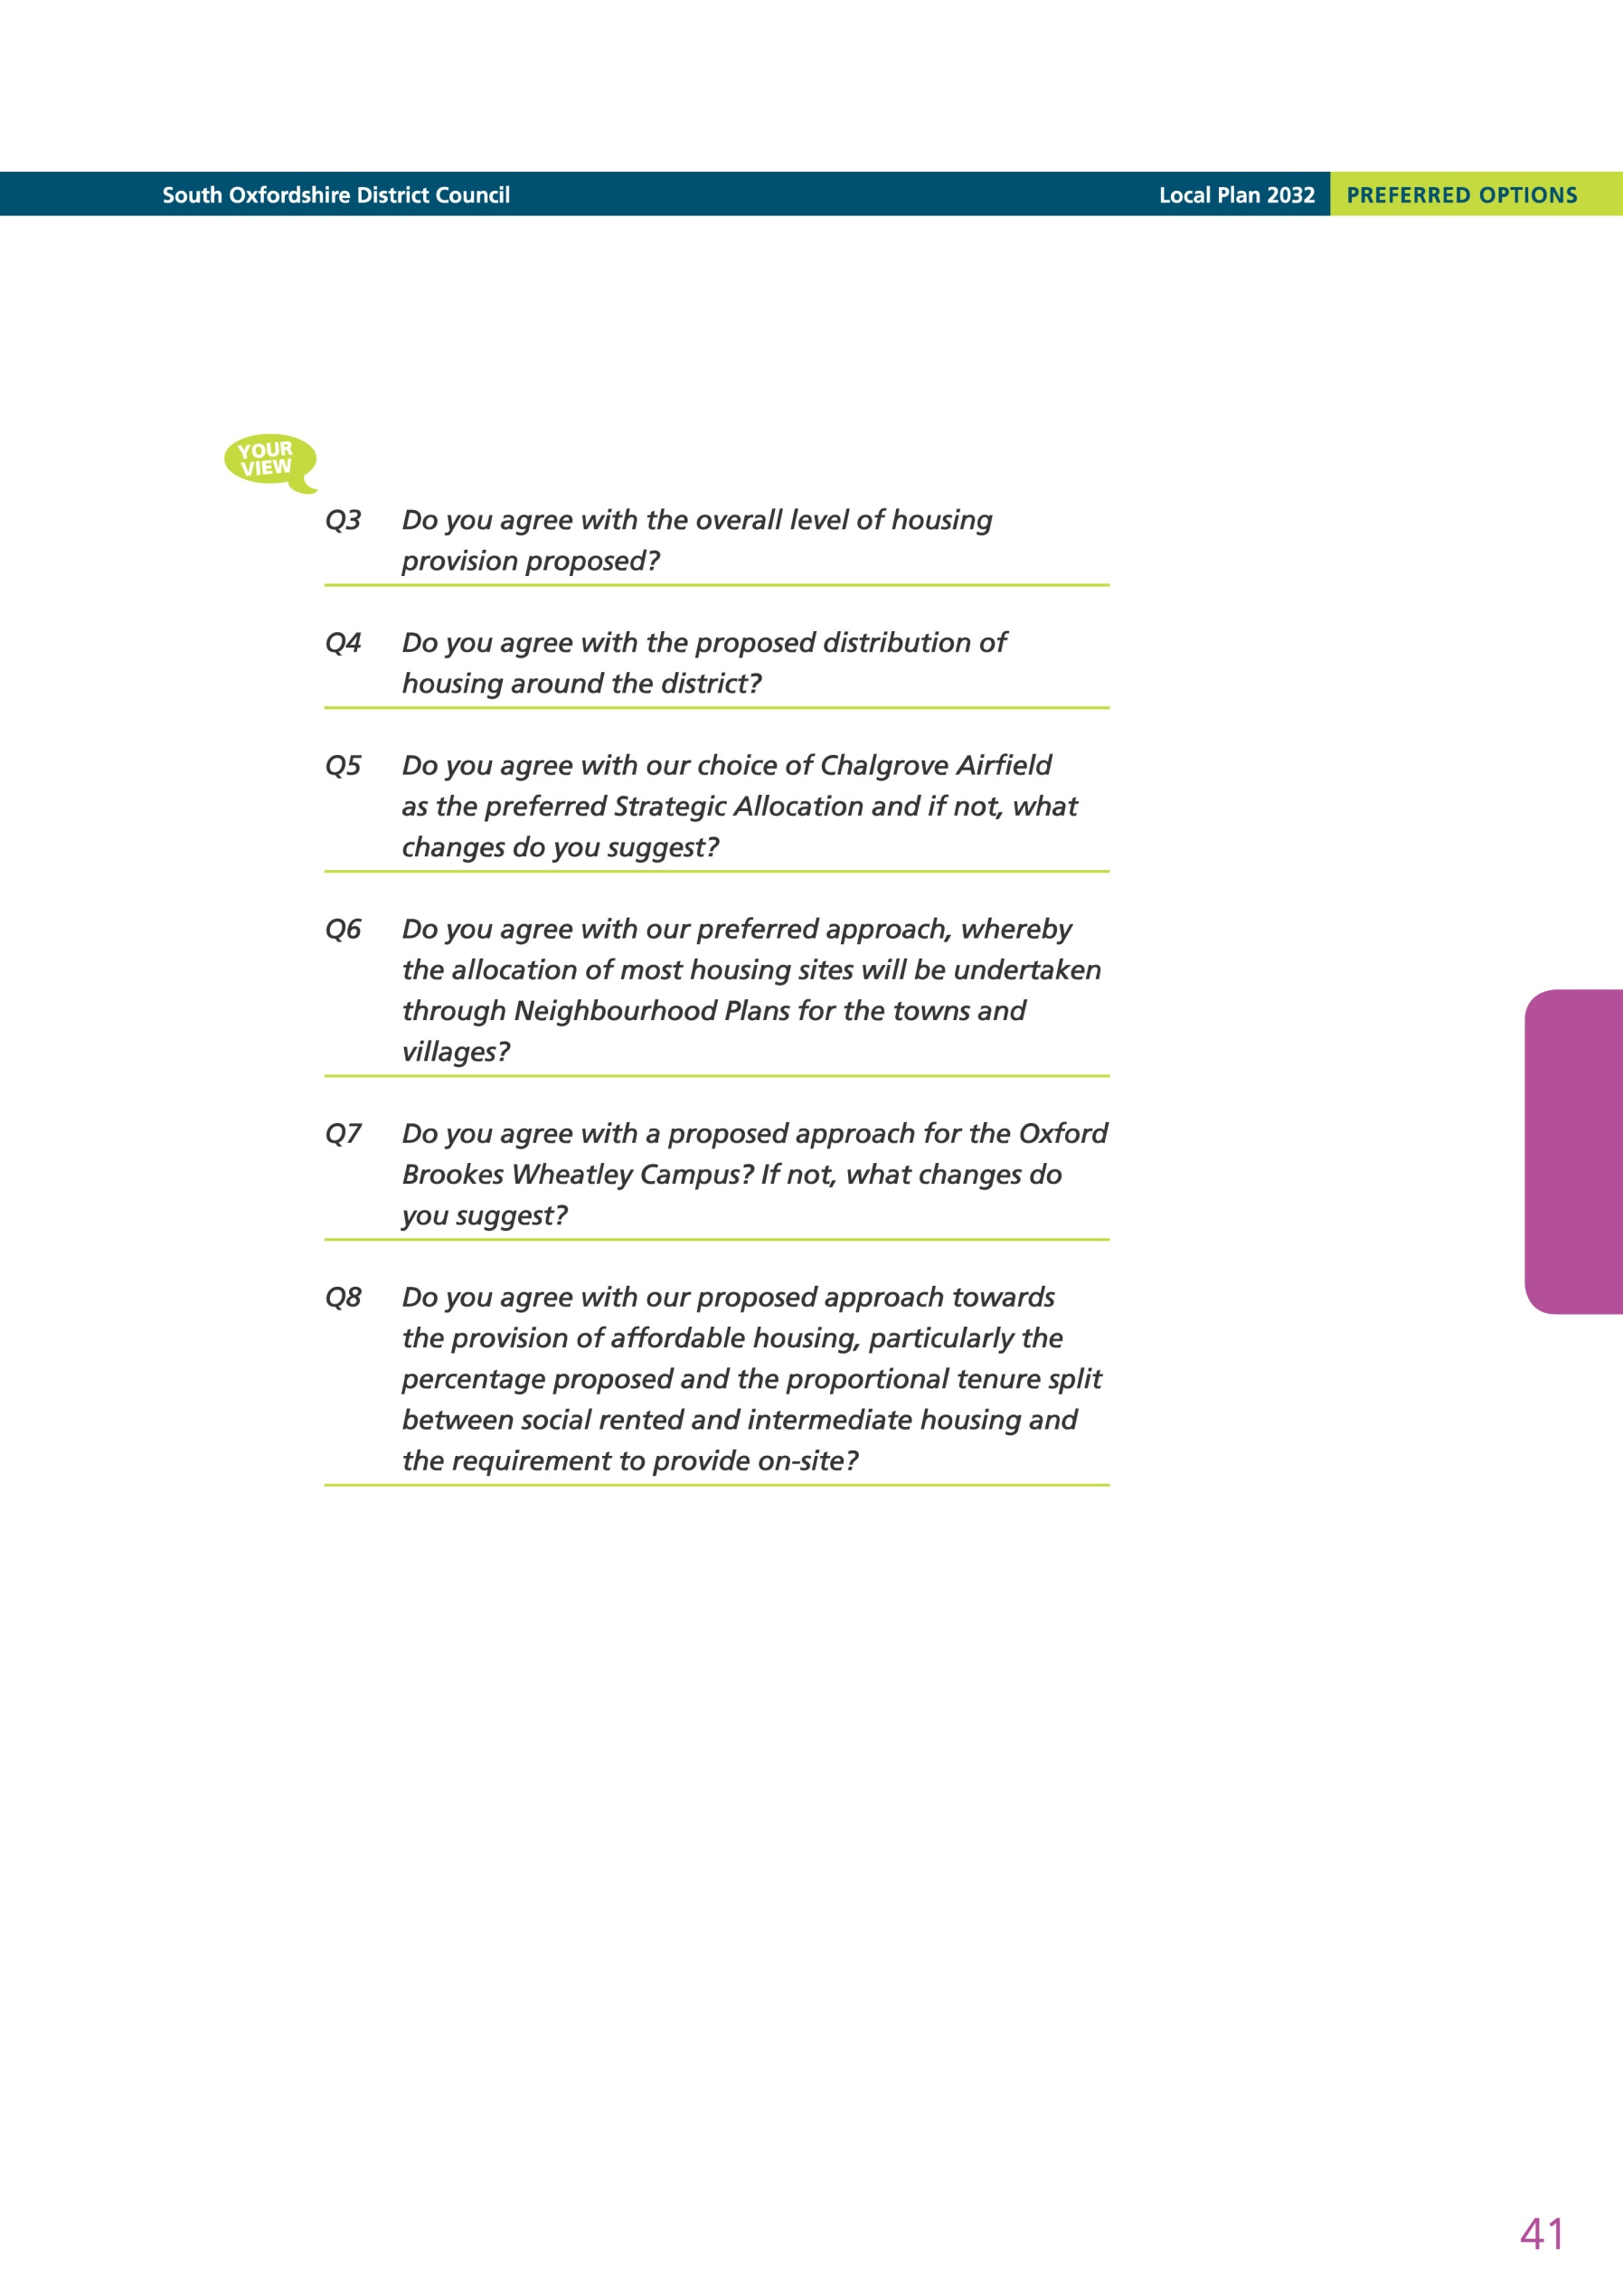 South Oxfordshire District Council
Local Plan 2032 PREFERRED OPTIONS
YOUR
VIEW
Q3 Do you agree with the overall level of housing
provision proposed?
Q4 Do you agree with the proposed distribution of
housing around the district?
Q5 Do you agree with our choice of Chalgrove Airfield
as the preferred Strategic Allocation and if not, what
changes do you suggest?
Q6 Do you agree with our preferred approach, whereby
the allocation of most housing sites will be undertaken
through Neighbourhood Plans for the towns and
villages?
Q7 Do you agree with a proposed approach for the Oxford
Brookes Wheatley Campus? If not, what changes do
you suggest?
Q8 Do you agree with our proposed approach towards
the provision of affordable housing, particularly the
percentage proposed and the proportional tenure split
between social rented and intermediate housing and
the requirement to provide on-site?
41